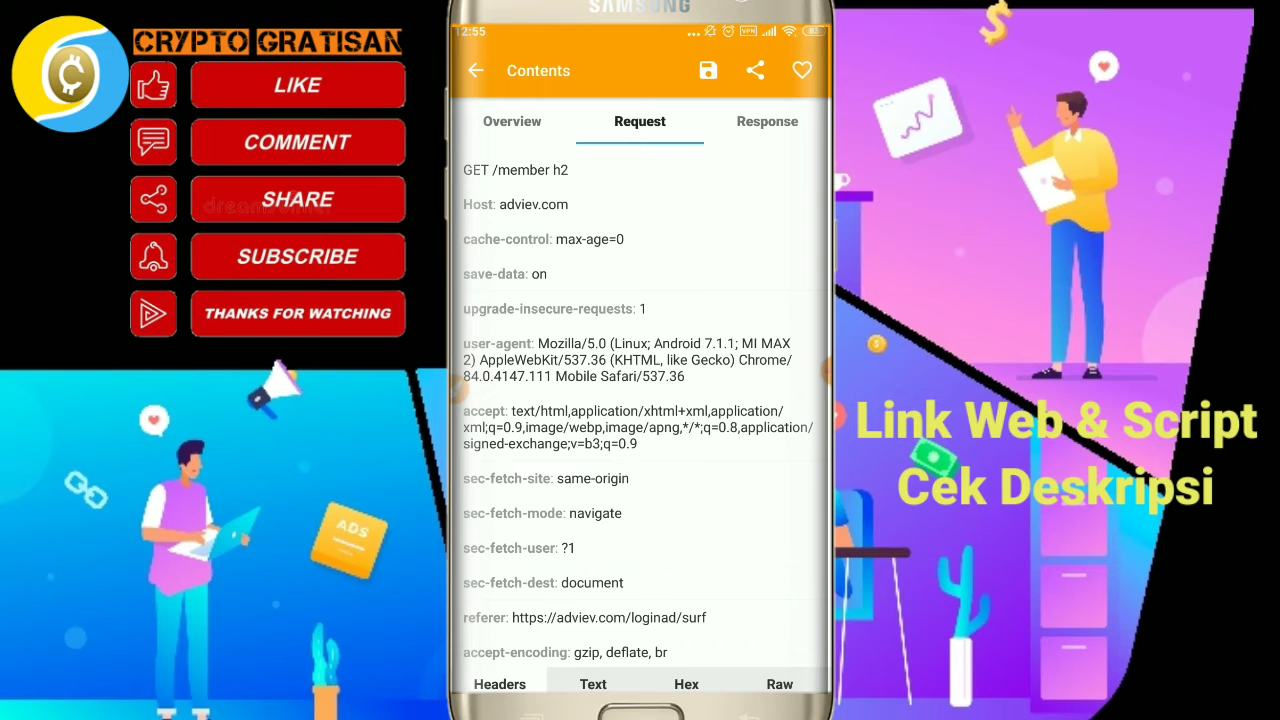 CRYPTO GRATISAN
LIKE
COMMENT
SHARE
SUBSCRIBE
THANKS FOR WATCHING
SAMSUNG
12:55
VPN
Contents
Overview
Request
Response
GET /member h2
Host: adviev.com
cache-control: max-age=0
save-data: on
upgrade-insecure-requests: 1
user-agent: Mozilla/5.0 (Linux; Android 7.1.1; MI MAX
2) AppleWebKit/537.36 (KHTML, like Gecko) Chrome/
84.0.4147.111 Mobile Safari/537.36
accept: text/html,application/xhtml+xml,application/
xml;q=0.9,image/webp,image/apng,*/*;q=0.8,application/
signed-exchange;v=b3;q=0.9
sec-fetch-site: same-origin
sec-fetch-mode: navigate
sec-fetch-user: ?1
sec-fetch-dest: document
referer: https://adviev.com/loginad/surf
accept-encoding: gzip, deflate, br
Headers
Text
Hex
Raw
ADS
Link Web & Script
Cek Deskripsi